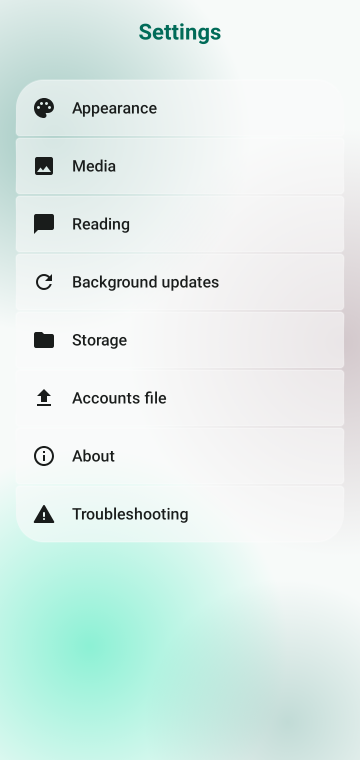 Settings
Appearance
Media
Reading
Background updates
Storage
Accounts file
About
Troubleshooting